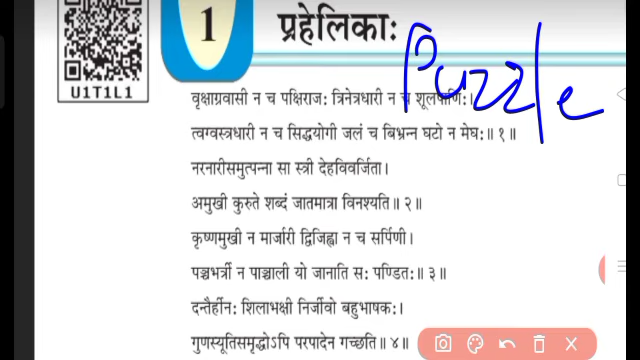 1
प्रहेलिकाः
Puzzle
U1T1L1
वृक्षाग्रवासी न च पक्षिराजः त्रिनेत्रधारी न च शूलपाणिः।
त्वग्वस्त्रधारी न च सिद्धयोगी जलं च बिभ्रन्न घटो न मेघः॥ १॥
नरनारीसमुत्पन्ना सा स्त्री देहविवर्जिता।
अमुखी कुरुते शब्दं जातमात्रा विनश्यति॥ २॥
कृष्णमुखी न मार्जारी द्विजिह्वा न च सर्पिणी।
पञ्चभर्त्री न पाञ्चाली यो जानाति सः पण्डितः॥ ३॥
दन्तैर्हीनः शिलाभक्षी निर्जीवो बहुभाषकः।
गुणस्यूतिसमृद्धोऽपि परपादेन गच्छति॥ ४॥